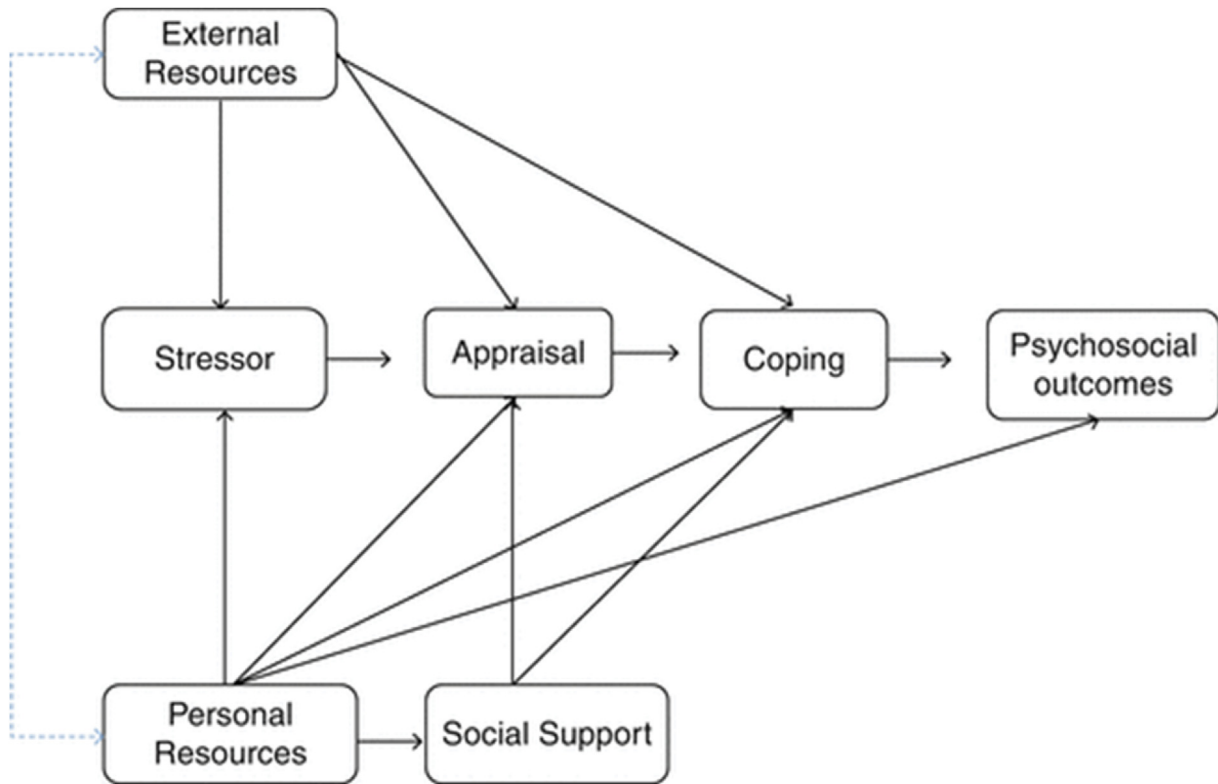 External
Resources
Stressor
Appraisal
Coping
Psychosocial
outcomes
Personal
Resources
Social Support